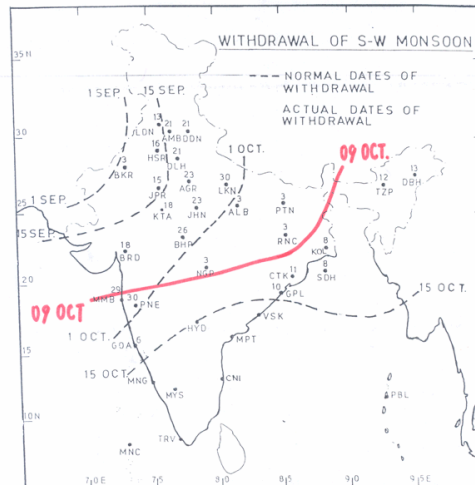 WITHDRAWAL OF S-W MONSOON
NORMAL DATES OF
WITHDRAWAL
ACTUAL DATES OF
WITHDRAWAL
35N
1 SEP.
15 SEP.
13
LDN
21
21
AMB
DDN
30
16
HSR
21
DLH
1 OCT.
09 OCT.
3
BKR
15
JPR
23
AGR
30
LKN
12
TZP
13
DBH
18
KTA
23
JHN
3
ALB
3
PTN
25
1 SEP.
15 SEP.
23
BHP
3
RNC
8
KOL
18
BRD
3
NGP
11
CTK
8
SDH
20
29
MMB
30
PNE
10
GPL
15 OCT.
09 OCT
HYD
VSK
1 OCT.
6
GOA
MPT
15
15 OCT.
MNG
MYS
CNI
PBL
10N
TRV
8
MNC
70E
75
80
85
90
95E